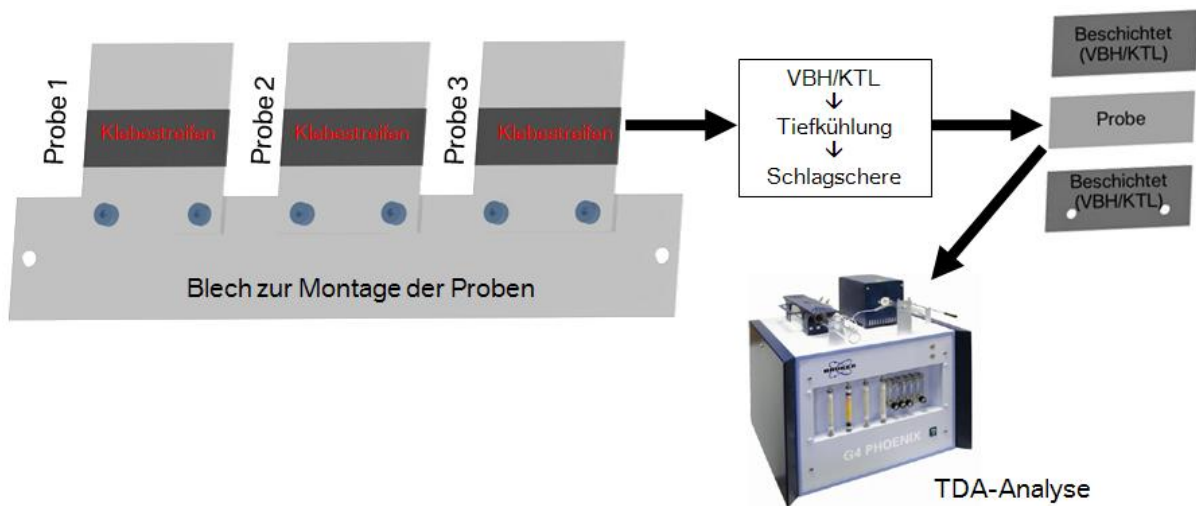 Probe 1
Klebestreifen
Probe 2
Klebestreifen
Probe 3
Klebestreifen
Blech zur Montage der Proben
VBH/KTL
↓
Tiefkühlung
↓
Schlagschere
Beschichtet
(VBH/KTL)
Probe
Beschichtet
(VBH/KTL)
BRUKER
G4 PHOENIX
TDA-Analyse